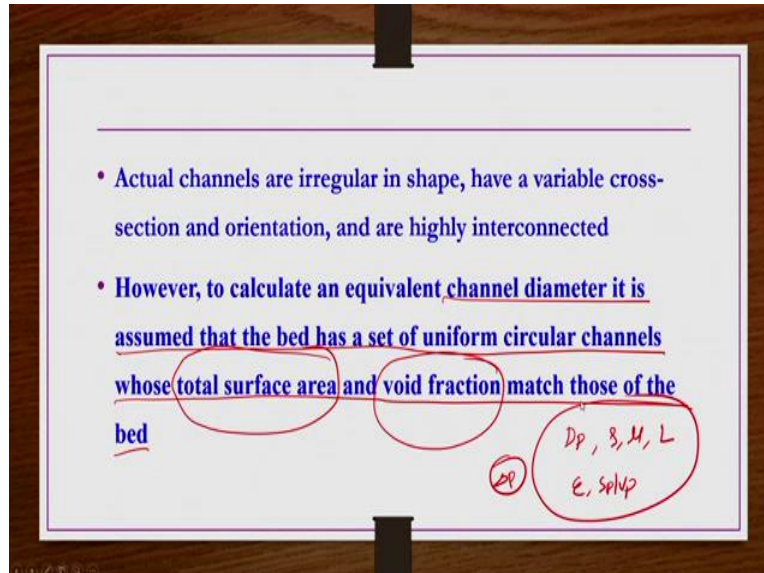 • Actual channels are irregular in shape, have a variable cross-
section and orientation, and are highly interconnected
• However, to calculate an equivalent channel diameter it is
assumed that the bed has a set of uniform circular channels
whose total surface area and void fraction match those of the
bed
Dp, ρ, μ, L
ΔP
ε, Sp/Vp